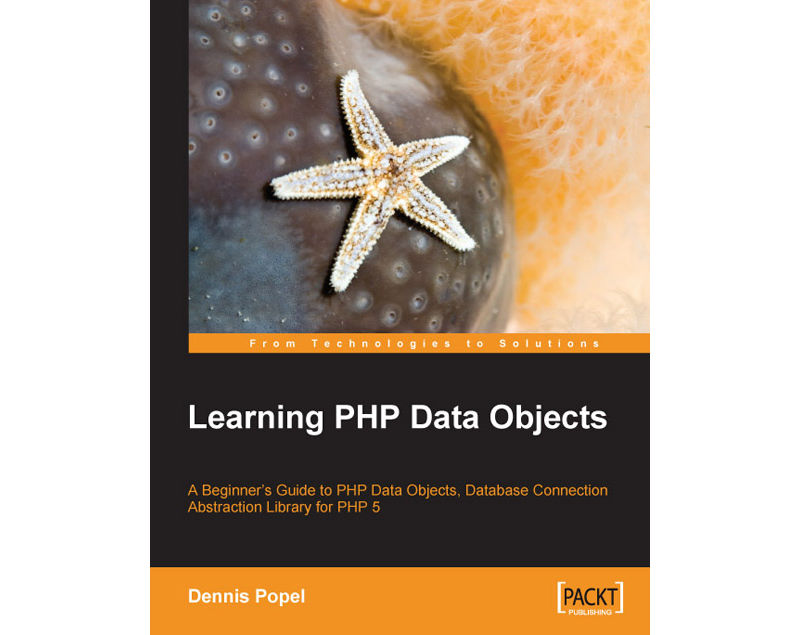 From Technologies to Solutions
Learning PHP Data Objects
A Beginner's Guide to PHP Data Objects, Database Connection
Abstraction Library for PHP 5
Dennis Popel
[PACKT]
PUBLISHING